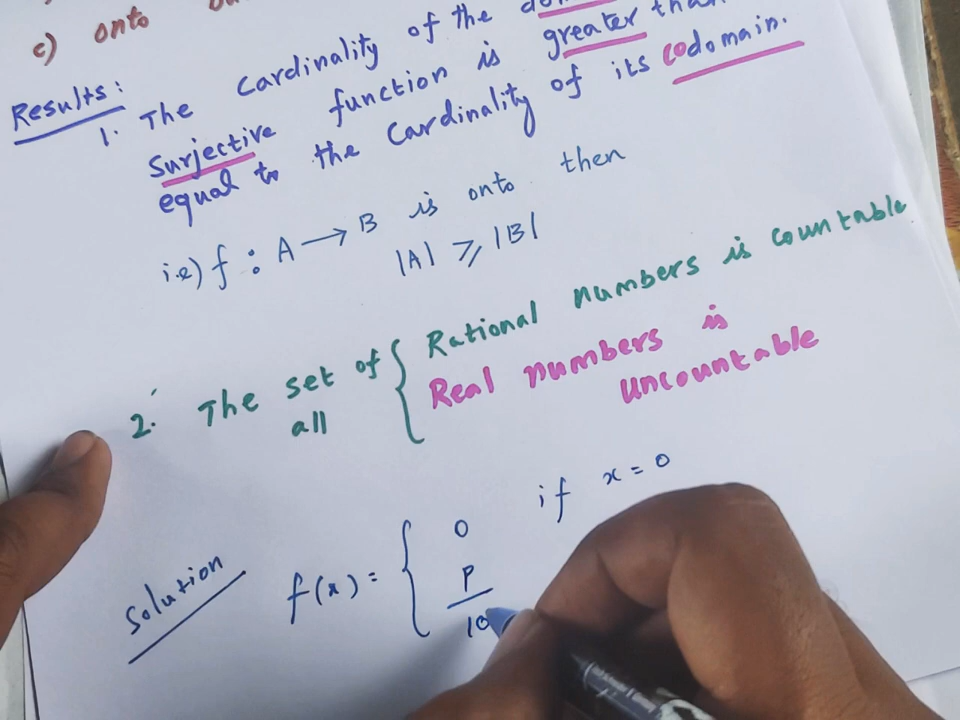 c) onto
Results:
1. The cardinality of the
Surjective function is greater than
equal to the cardinality of its codomain.
i.e) f : A → B is onto then
|A| ⩾ |B|
2. The set of all { Rational numbers is countable
Real numbers is
uncountable
Solution f(x) = { 0 if x = 0
P/10